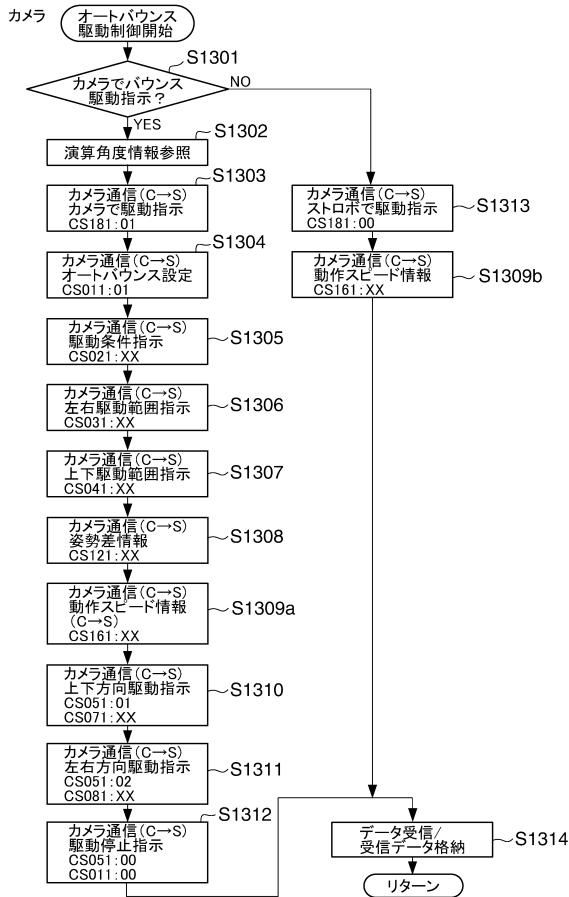 カメラ
オートバウンス
駆動制御開始
S1301
カメラでバウンス
駆動指示？
NO
YES
S1302
演算角度情報参照
S1303
カメラ通信(C→S)
カメラで駆動指示
CS181:01
S1304
カメラ通信(C→S)
オートバウンス設定
CS011:01
カメラ通信(C→S)
駆動条件指示
CS021:XX
S1305
カメラ通信(C→S)
左右駆動範囲指示
CS031:XX
S1306
カメラ通信(C→S)
上下駆動範囲指示
CS041:XX
S1307
カメラ通信(C→S)
姿勢差情報
CS121:XX
S1308
カメラ通信(C→S)
動作スピード情報
(C→S)
CS161:XX
S1309a
カメラ通信(C→S)
上下方向駆動指示
CS051:01
CS071:XX
S1310
カメラ通信(C→S)
左右方向駆動指示
CS051:02
CS081:XX
S1311
S1312
カメラ通信(C→S)
駆動停止指示
CS051:00
CS011:00
カメラ通信(C→S)
ストロボで駆動指示
CS181:00
S1313
カメラ通信(C→S)
動作スピード情報
CS161:XX
S1309b
データ受信/
受信データ格納
S1314
リターン